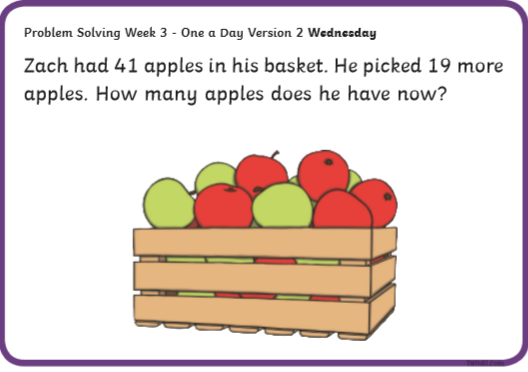 Problem Solving Week 3 - One a Day Version 2 Wednesday
Zach had 41 apples in his basket. He picked 19 more
apples. How many apples does he have now?